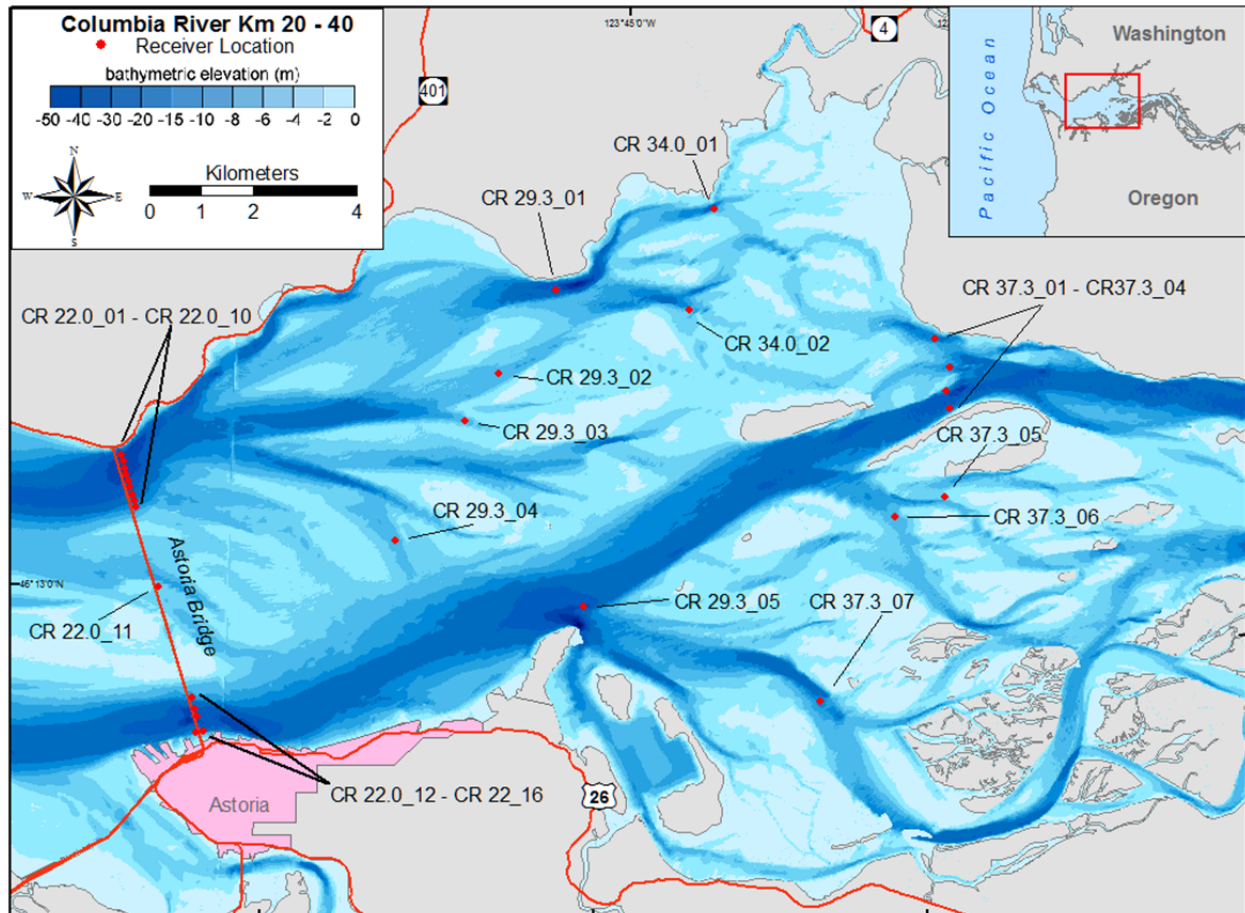 Columbia River Km 20 - 40
Receiver Location
bathymetric elevation (m)
-50 -40 -30 -20 -15 -10 -8 -6 -4 -2 0
N
W E
S
Kilometers
0 1 2 4
123°45'0"W
4
401
Washington
Pacific Ocean
Oregon
CR 34.0_01
CR 29.3_01
CR 37.3_01 - CR37.3_04
CR 22.0_01 - CR 22.0_10
CR 34.0_02
CR 29.3_02
CR 29.3_03
CR 37.3_05
CR 29.3_04
CR 37.3_06
Astoria Bridge
46°13'0"N
CR 29.3_05
CR 37.3_07
CR 22.0_11
CR 22.0_12 - CR 22_16
26
Astoria